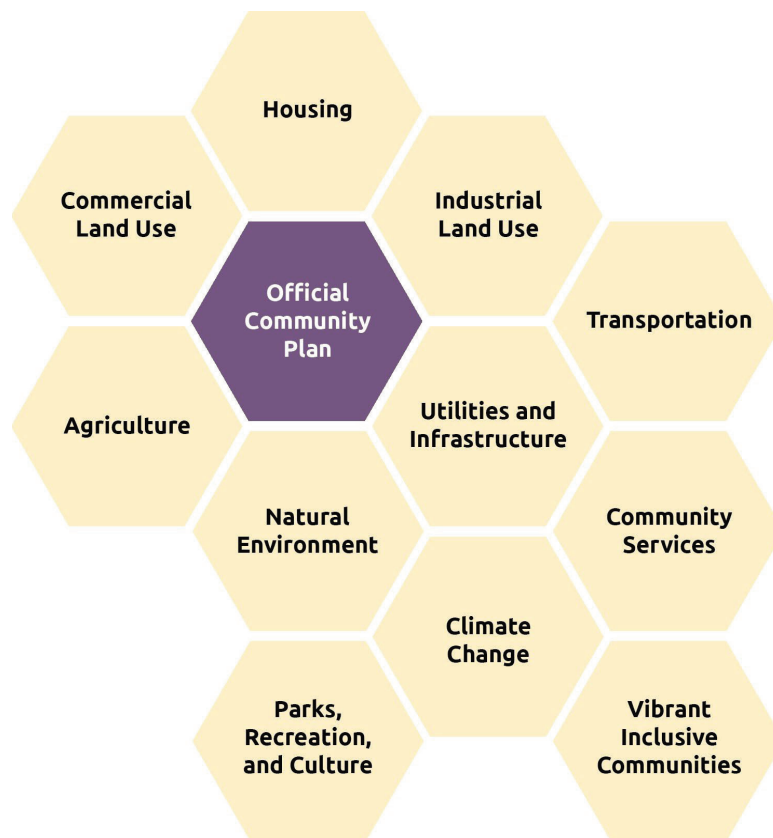 Housing
Commercial
Land Use
Industrial
Land Use
Official
Community
Plan
Transportation
Agriculture
Utilities and
Infrastructure
Natural
Environment
Community
Services
Climate
Change
Parks,
Recreation,
and Culture
Vibrant
Inclusive
Communities